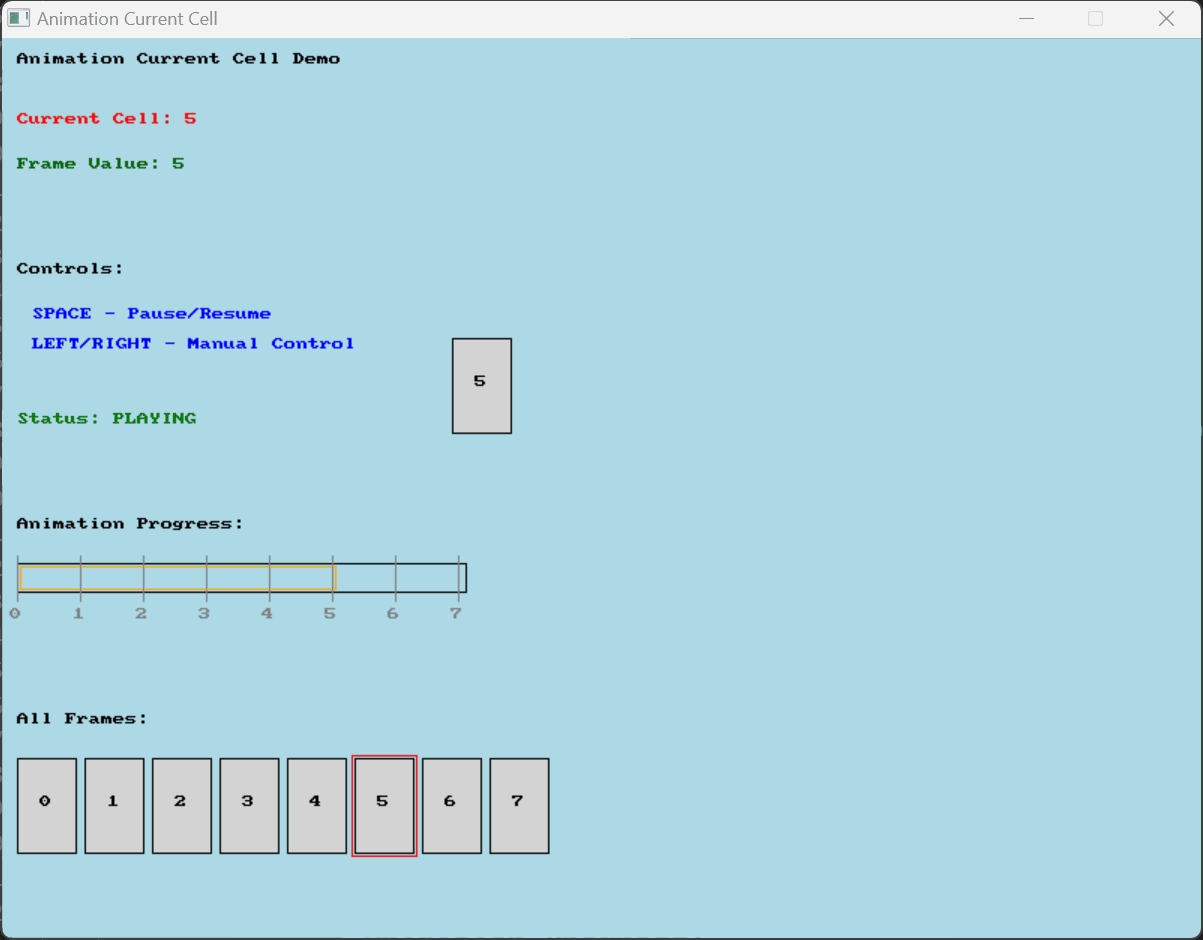 Animation Current Cell
Animation Current Cell Demo
Current Cell: 5
Frame Value: 5
Controls:
SPACE - Pause/Resume
LEFT/RIGHT - Manual Control
5
Status: PLAYING
Animation Progress:
0 1 2 3 4 5 6 7
All Frames:
0 1 2 3 4 5 6 7